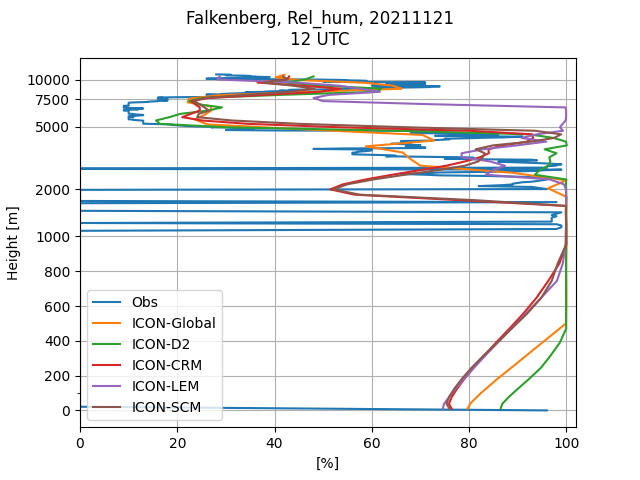 Falkenberg, Rel_hum, 20211121
12 UTC
Height [m]
10000
7500
5000
2000
1000
800
600
400
200
0
Obs
ICON-Global
ICON-D2
ICON-CRM
ICON-LEM
ICON-SCM
0 20 40 60 80 100
[%]